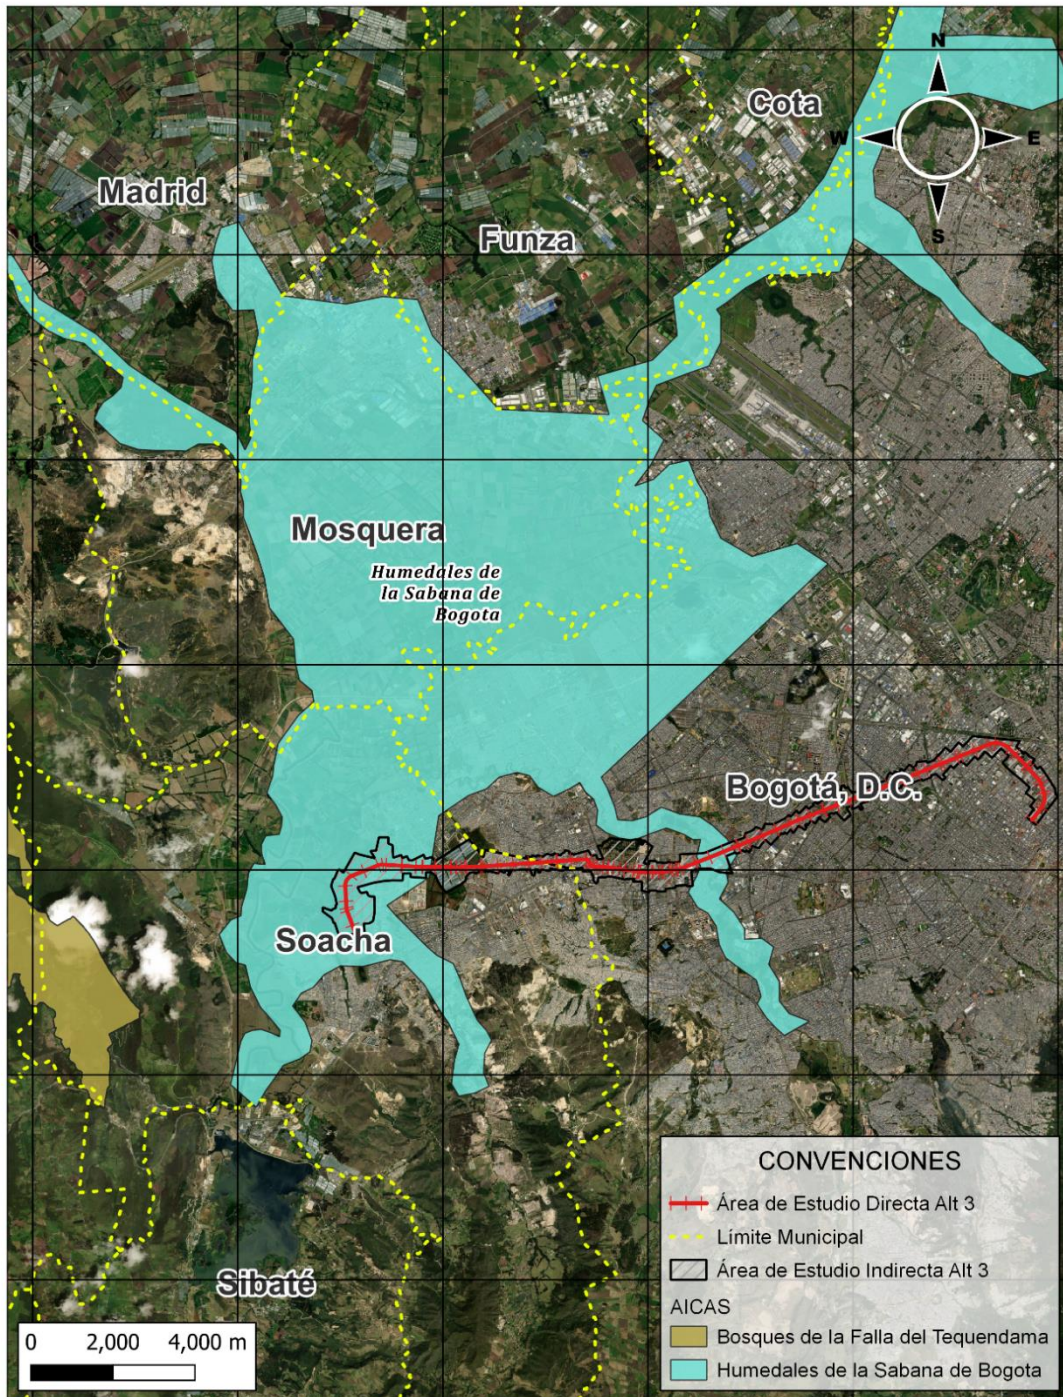 N
Cota
W
E
Madrid
Funza
S
Mosquera
Humedales de
la Sabana de
Bogota
Bogotá, D.C.
Soacha
Sibaté
CONVENCIONES
Área de Estudio Directa Alt 3
Límite Municipal
Área de Estudio Indirecta Alt 3
AICAS
Bosques de la Falla del Tequendama
Humedales de la Sabana de Bogota
0 2,000 4,000 m